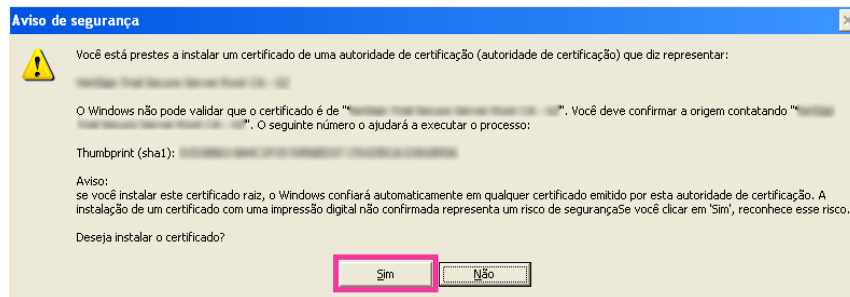 Aviso de segurança
Você está prestes a instalar um certificado de uma autoridade de certificação (autoridade de certificação) que diz representar:
O Windows não pode validar que o certificado é de "". Você deve confirmar a origem contatando "
". O seguinte número o ajudará a executar o processo:
Thumbprint (sha1):
Aviso:
se você instalar este certificado raiz, o Windows confiará automaticamente em qualquer certificado emitido por esta autoridade de certificação. A
instalação de um certificado com uma impressão digital não confirmada representa um risco de segurançaSe você clicar em 'Sim', reconhece esse risco.
Deseja instalar o certificado?
Sim
Não